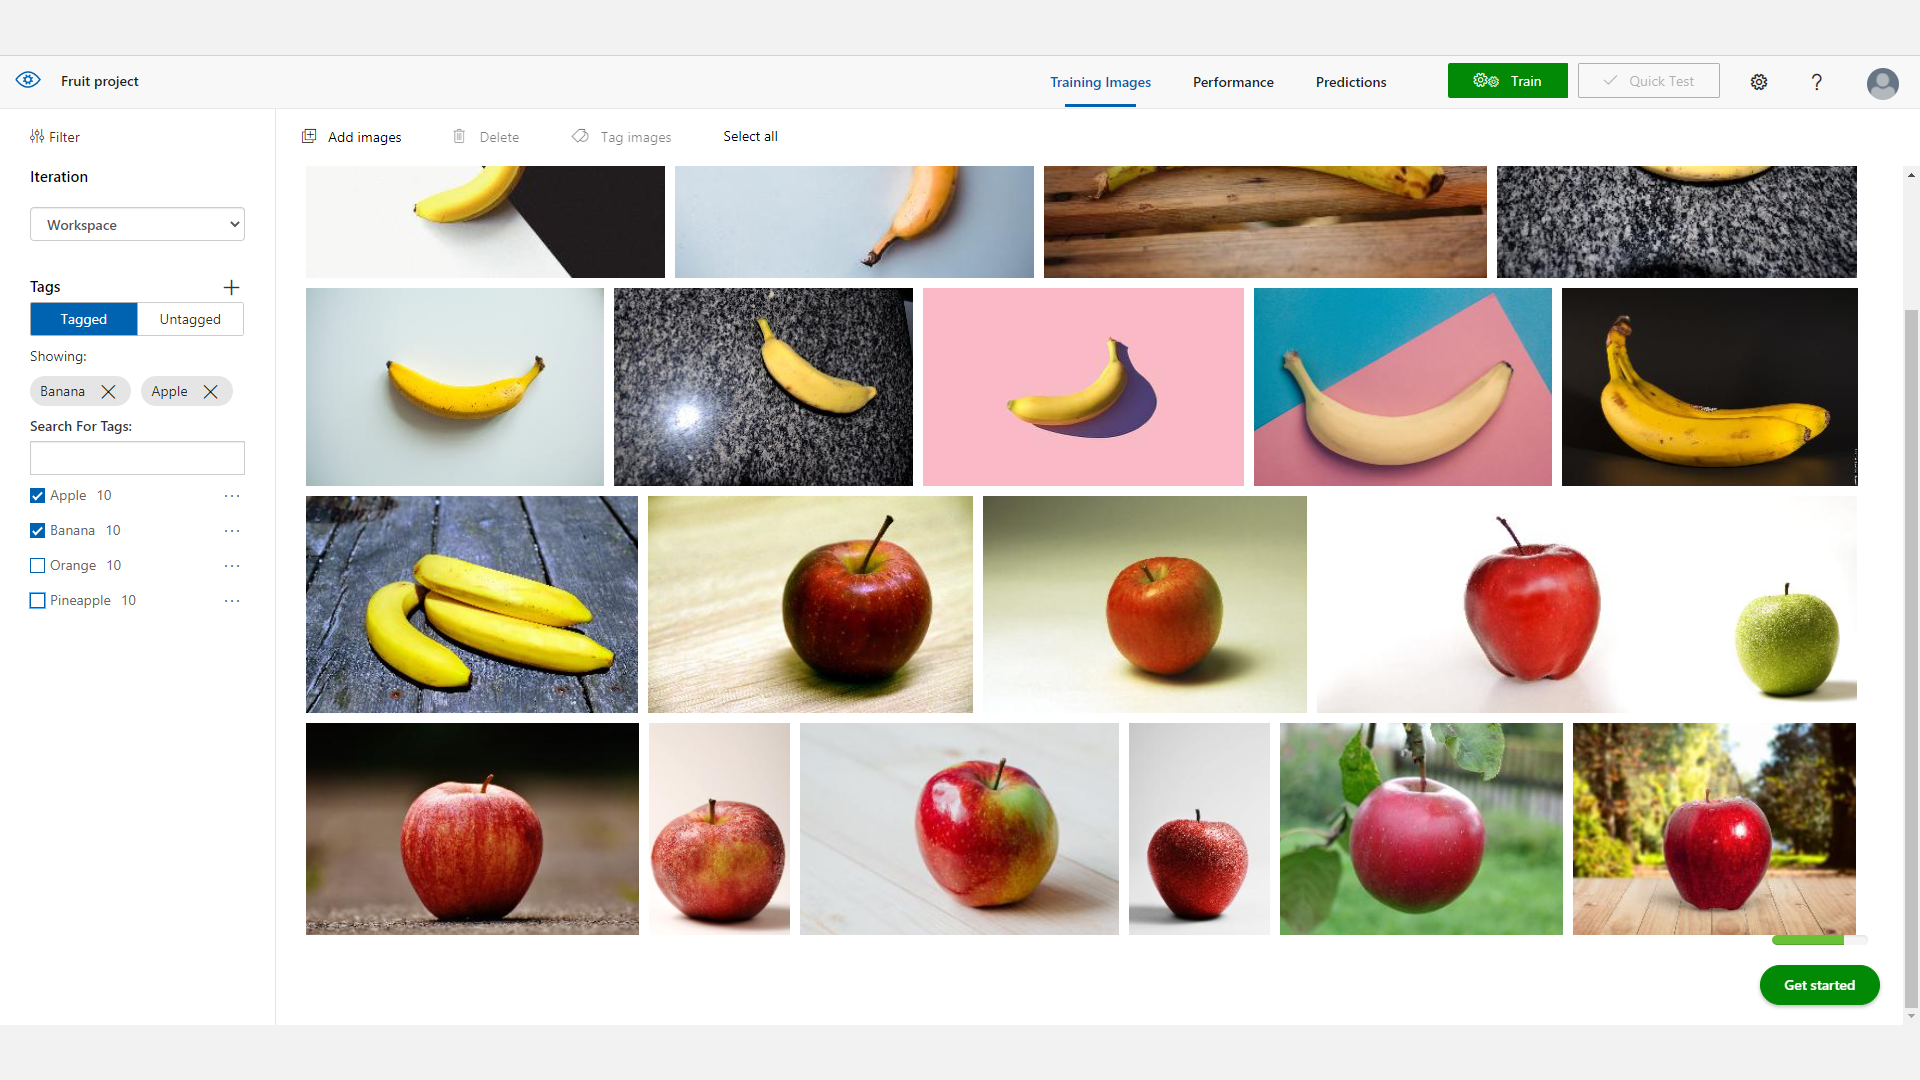 Fruit project
Training Images
Performance
Predictions
Train
Quick Test
?
Filter
Add images
Delete
Tag images
Select all
Iteration
Workspace
Tags
Tagged
Untagged
Showing:
Banana
Apple
Search For Tags:
Apple 10
Banana 10
Orange 10
Pineapple 10
Get started